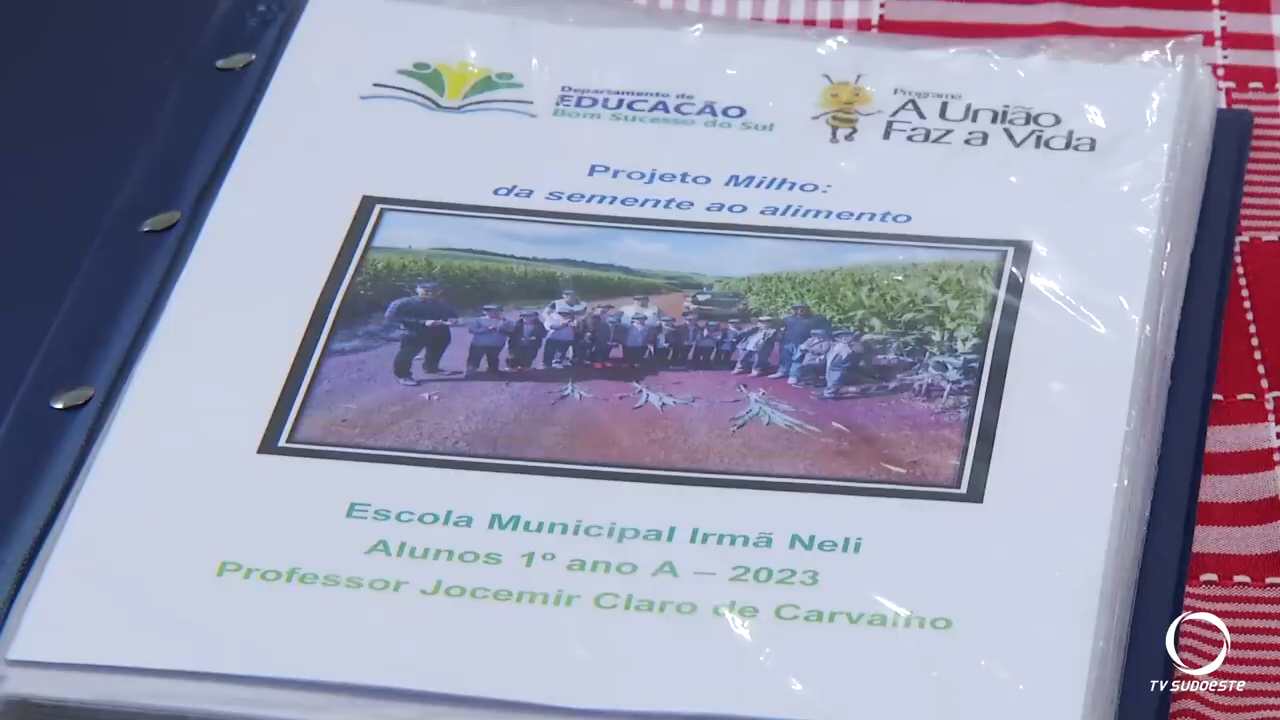 Departamento de
EDUCAÇÃO
Bom Sucesso do Sul
Programa
A União
Faz a Vida
Projeto Milho:
da semente ao alimento
Escola Municipal Irmã Neli
Alunos 1º ano A – 2023
Professor Jocemir Claro de Carvalho
TV SUDOESTE